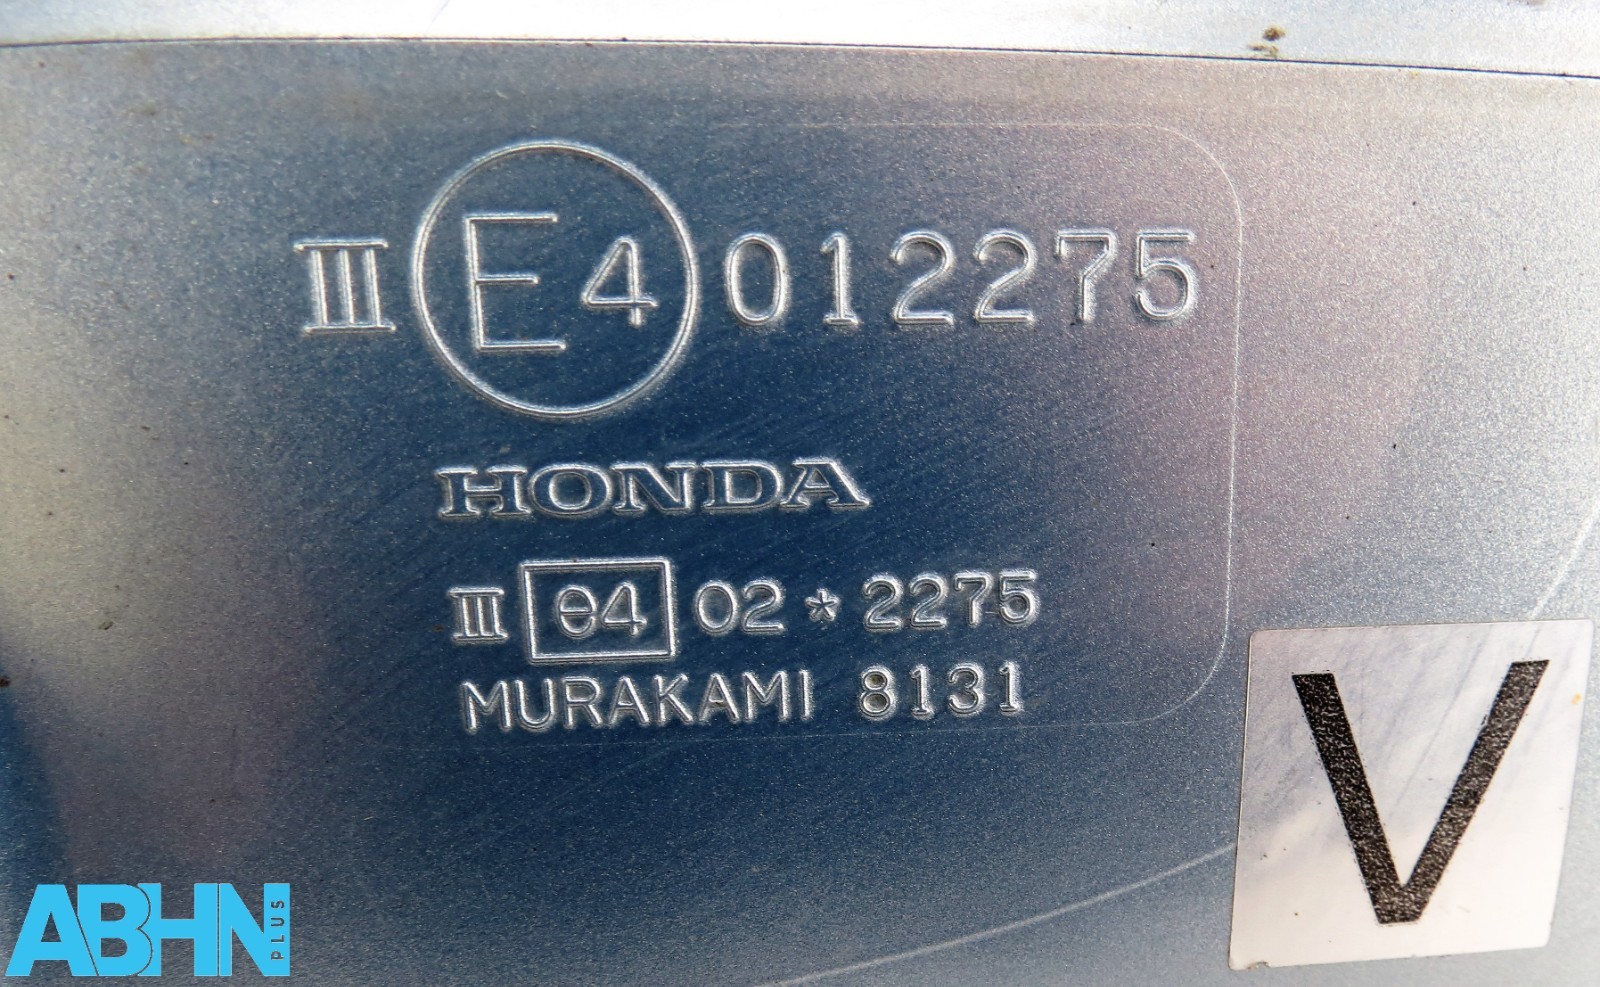 III E4 012275
HONDA
III e4 02 * 2275
MURAKAMI 8131
V
ABHN PLUS